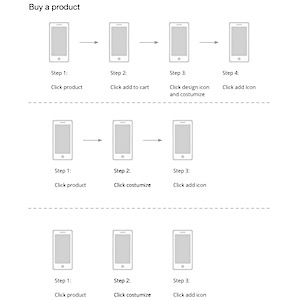 Buy a product
Step 1: Step 2: Step 3: Step 4:
Click product Click add to cart Click design icon Click add Icon
and costumize
Step 1: Step 2: Step 3:
Click product Click costumize Click add icon
Step 1: Step 2: Step 3:
Click product Click costumize Click add icon